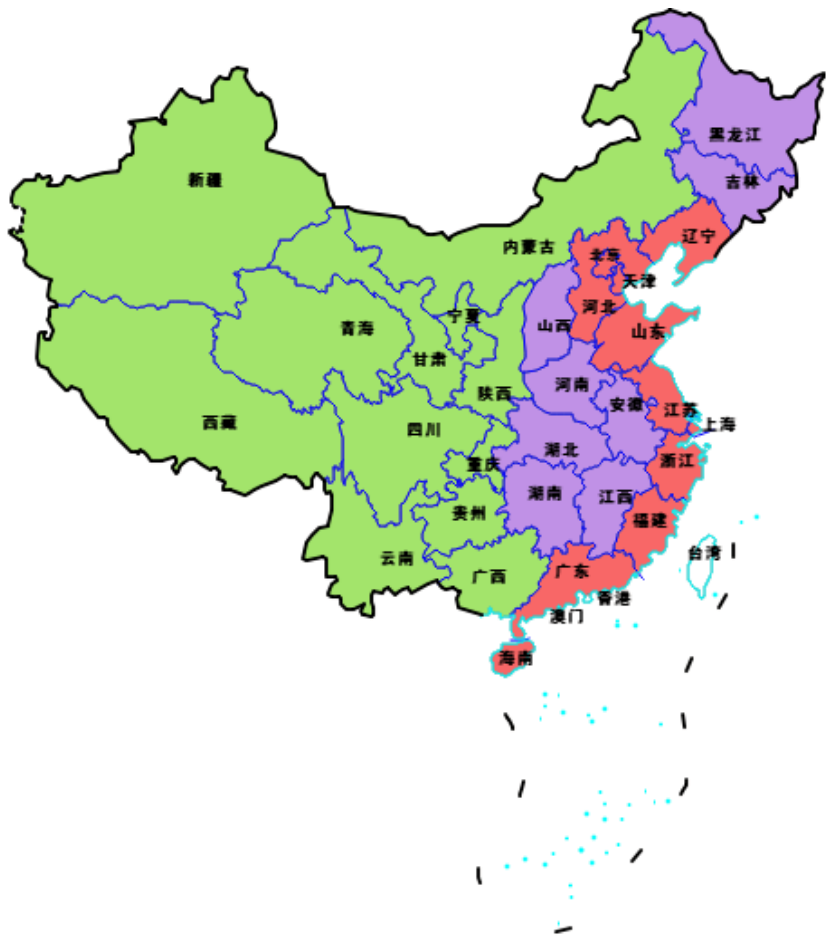 黑龙江
吉林
新疆
辽宁
内蒙古
北京
天津
河北
宁夏
山西
山东
青海
甘肃
河南
陕西
安徽
江苏
西藏
四川
上海
湖北
重庆
浙江
湖南
江西
贵州
福建
云南
台湾
广西
广东
香港
澳门
海南